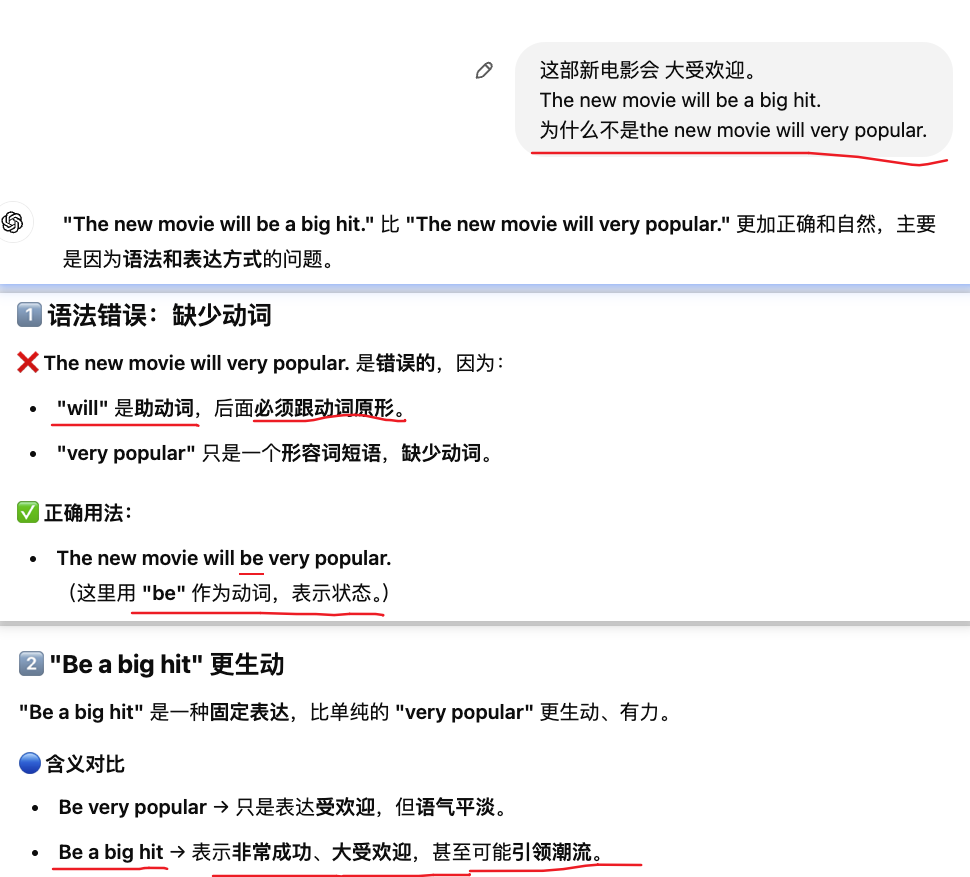 这部新电影会 大受欢迎。
The new movie will be a big hit.
为什么不是the new movie will very popular.
"The new movie will be a big hit." 比 "The new movie will very popular." 更加正确和自然，主要
是因为语法和表达方式的问题。
1 语法错误：缺少动词
❌ The new movie will very popular. 是错误的，因为：
• "will" 是助动词，后面必须跟动词原形。
• "very popular" 只是一个形容词短语，缺少动词。
✅ 正确用法：
• The new movie will be very popular.
（这里用 "be" 作为动词，表示状态。）
2 "Be a big hit" 更生动
"Be a big hit" 是一种固定表达，比单纯的 "very popular" 更生动、有力。
🔵 含义对比
• Be very popular → 只是表达受欢迎，但语气平淡。
• Be a big hit → 表示非常成功、大受欢迎，甚至可能引领潮流。